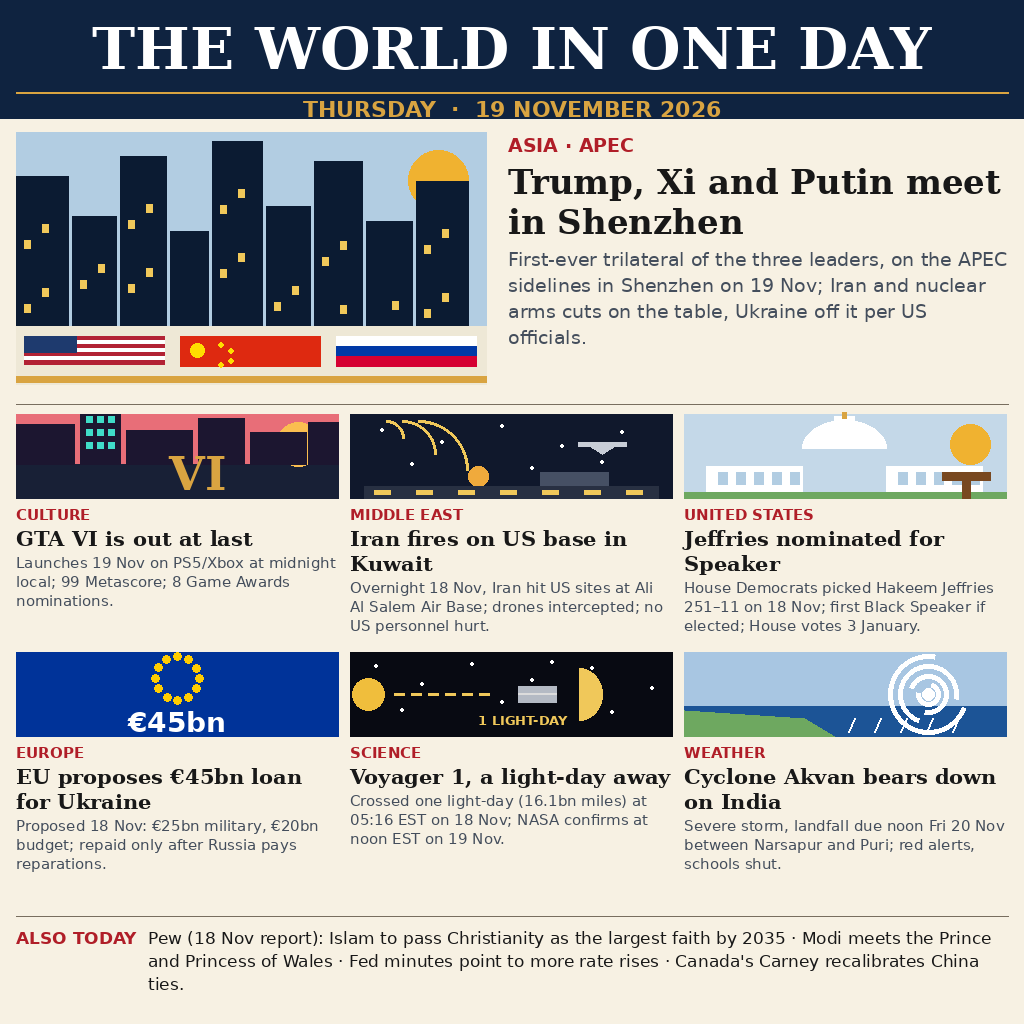 THE WORLD IN ONE DAY
THURSDAY · 19 NOVEMBER 2026
ASIA · APEC
Trump, Xi and Putin meet
in Shenzhen
First-ever trilateral of the three leaders, on the APEC
sidelines in Shenzhen on 19 Nov; Iran and nuclear
arms cuts on the table, Ukraine off it per US
officials.
VI
CULTURE
GTA VI is out at last
Launches 19 Nov on PS5/Xbox at midnight
local; 99 Metascore; 8 Game Awards
nominations.
MIDDLE EAST
Iran fires on US base in
Kuwait
Overnight 18 Nov, Iran hit US sites at Ali
Al Salem Air Base; drones intercepted; no
US personnel hurt.
UNITED STATES
Jeffries nominated for
Speaker
House Democrats picked Hakeem Jeffries
251–11 on 18 Nov; first Black Speaker if
elected; House votes 3 January.
€45bn
EUROPE
EU proposes €45bn loan
for Ukraine
Proposed 18 Nov: €25bn military, €20bn
budget; repaid only after Russia pays
reparations.
1 LIGHT-DAY
SCIENCE
Voyager 1, a light-day away
Crossed one light-day (16.1bn miles) at
05:16 EST on 18 Nov; NASA confirms at
noon EST on 19 Nov.
WEATHER
Cyclone Akvan bears down
on India
Severe storm, landfall due noon Fri 20 Nov
between Narsapur and Puri; red alerts,
schools shut.
ALSO TODAY
Pew (18 Nov report): Islam to pass Christianity as the largest faith by 2035 · Modi meets the Prince
and Princess of Wales · Fed minutes point to more rate rises · Canada's Carney recalibrates China
ties.